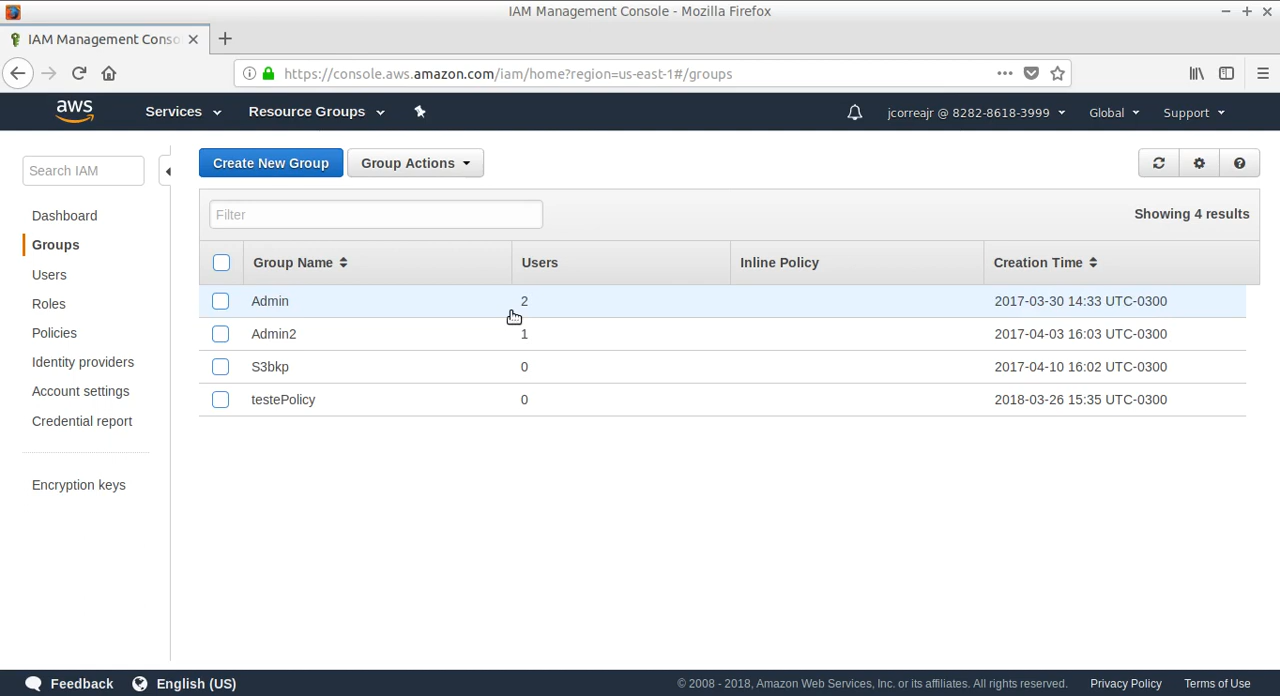 IAM Management Console - Mozilla Firefox
IAM Management Conso
https://console.aws.amazon.com/iam/home?region=us-east-1#/groups
aws Services Resource Groups jcorreajr @ 8282-8618-3999 Global Support
Search IAM
Dashboard
Groups
Users
Roles
Policies
Identity providers
Account settings
Credential report
Encryption keys
Create New Group Group Actions
Filter Showing 4 results
Group Name Users Inline Policy Creation Time
Admin 2 2017-03-30 14:33 UTC-0300
Admin2 1 2017-04-03 16:03 UTC-0300
S3bkp 0 2017-04-10 16:02 UTC-0300
testePolicy 0 2018-03-26 15:35 UTC-0300
Feedback English (US) © 2008 - 2018, Amazon Web Services, Inc. or its affiliates. All rights reserved. Privacy Policy Terms of Use